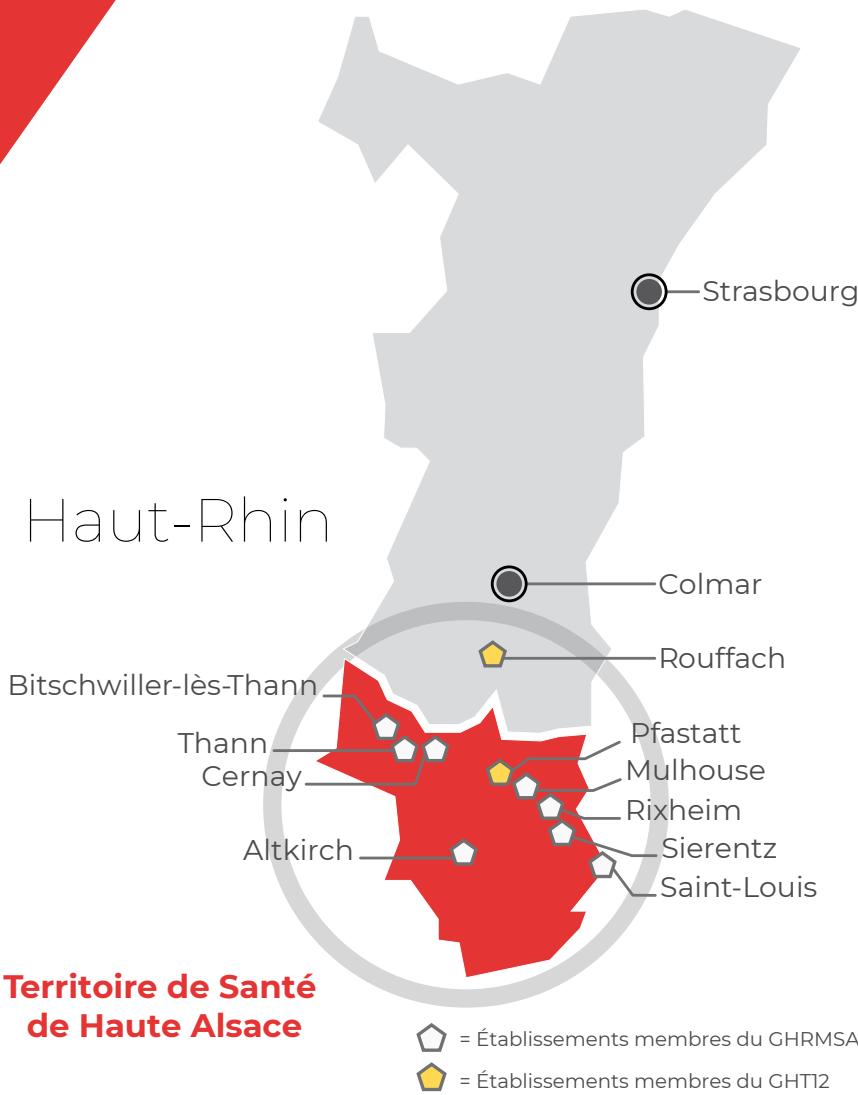 Strasbourg
Haut-Rhin
Colmar
Rouffach
Bitschwiller-lès-Thann
Pfastatt
Thann
Mulhouse
Cernay
Rixheim
Altkirch
Sierentz
Saint-Louis
Territoire de Santé
de Haute Alsace
= Établissements membres du GHRMSA
= Établissements membres du GHT12